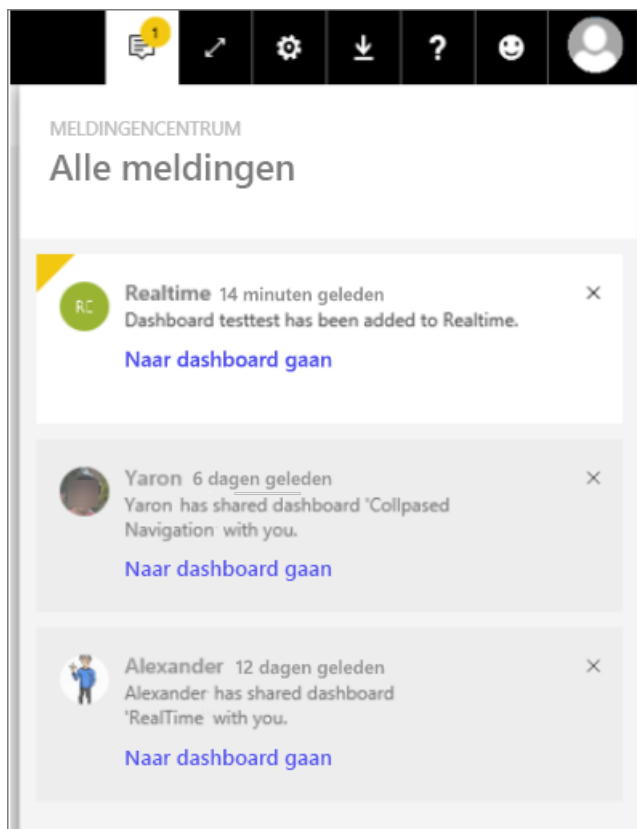 1
?
MELDINGENCENTRUM
Alle meldingen
RC
Realtime 14 minuten geleden
Dashboard testtest has been added to Realtime.
Naar dashboard gaan
Yaron 6 dagen geleden
Yaron has shared dashboard 'Collpased
Navigation with you.
Naar dashboard gaan
Alexander 12 dagen geleden
Alexander has shared dashboard
'RealTime with you.
Naar dashboard gaan